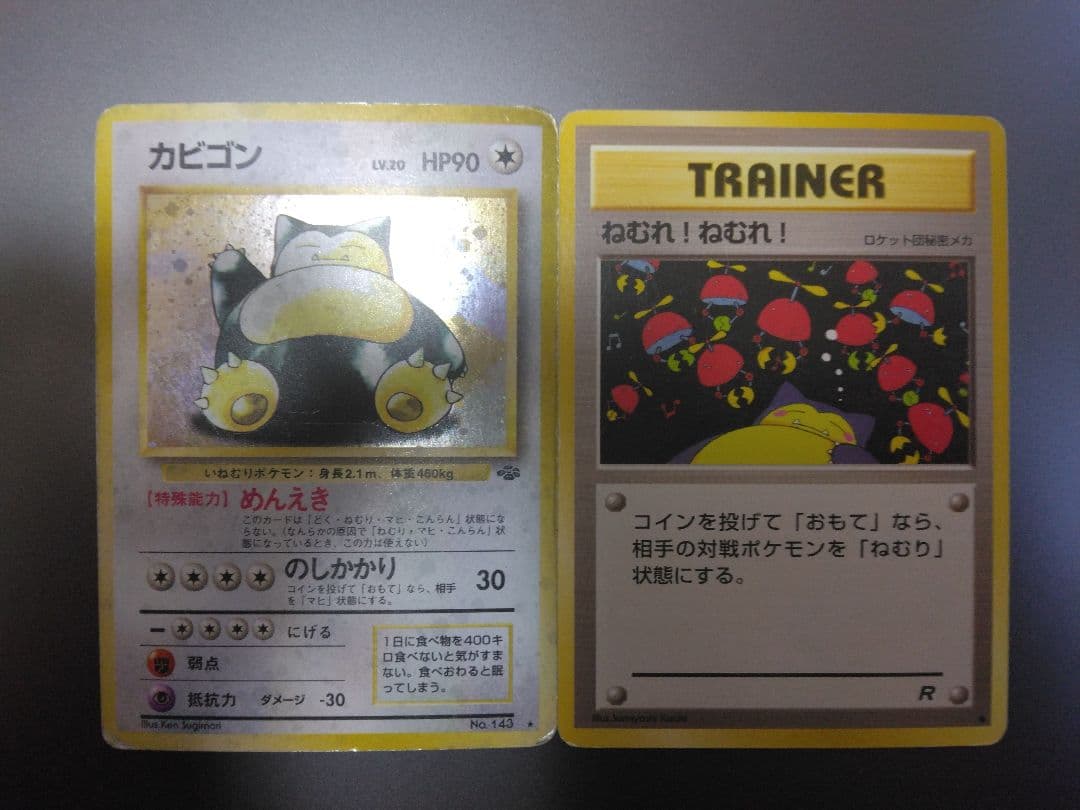 カビゴン
LV.20 HP90
いねむりポケモン：身長2.1m、体重460kg
【特殊能力】めんえき
このカードは「どく・ねむり・マヒ・こんらん」状態にな
らない。（なんらかの原因で「ねむり・マヒ・こんらん」状
態になっているとき、この力は使えない）
のしかかり 30
コインを投げて「おもて」なら、相手
を「マヒ」状態にする。
ー にげる
弱点
抵抗力 ダメージ -30
1日に食べ物を400キ
ロ食べないと気がすま
ない。食べおわると眠
ってしまう。
Illus.Ken Sugimori
No.143 ★
TRAINER
ねむれ！ねむれ！
ロケット団秘密メカ
コインを投げて「おもて」なら、
相手の対戦ポケモンを「ねむり」
状態にする。
R
Illus.Sumiyoshi Kizuki